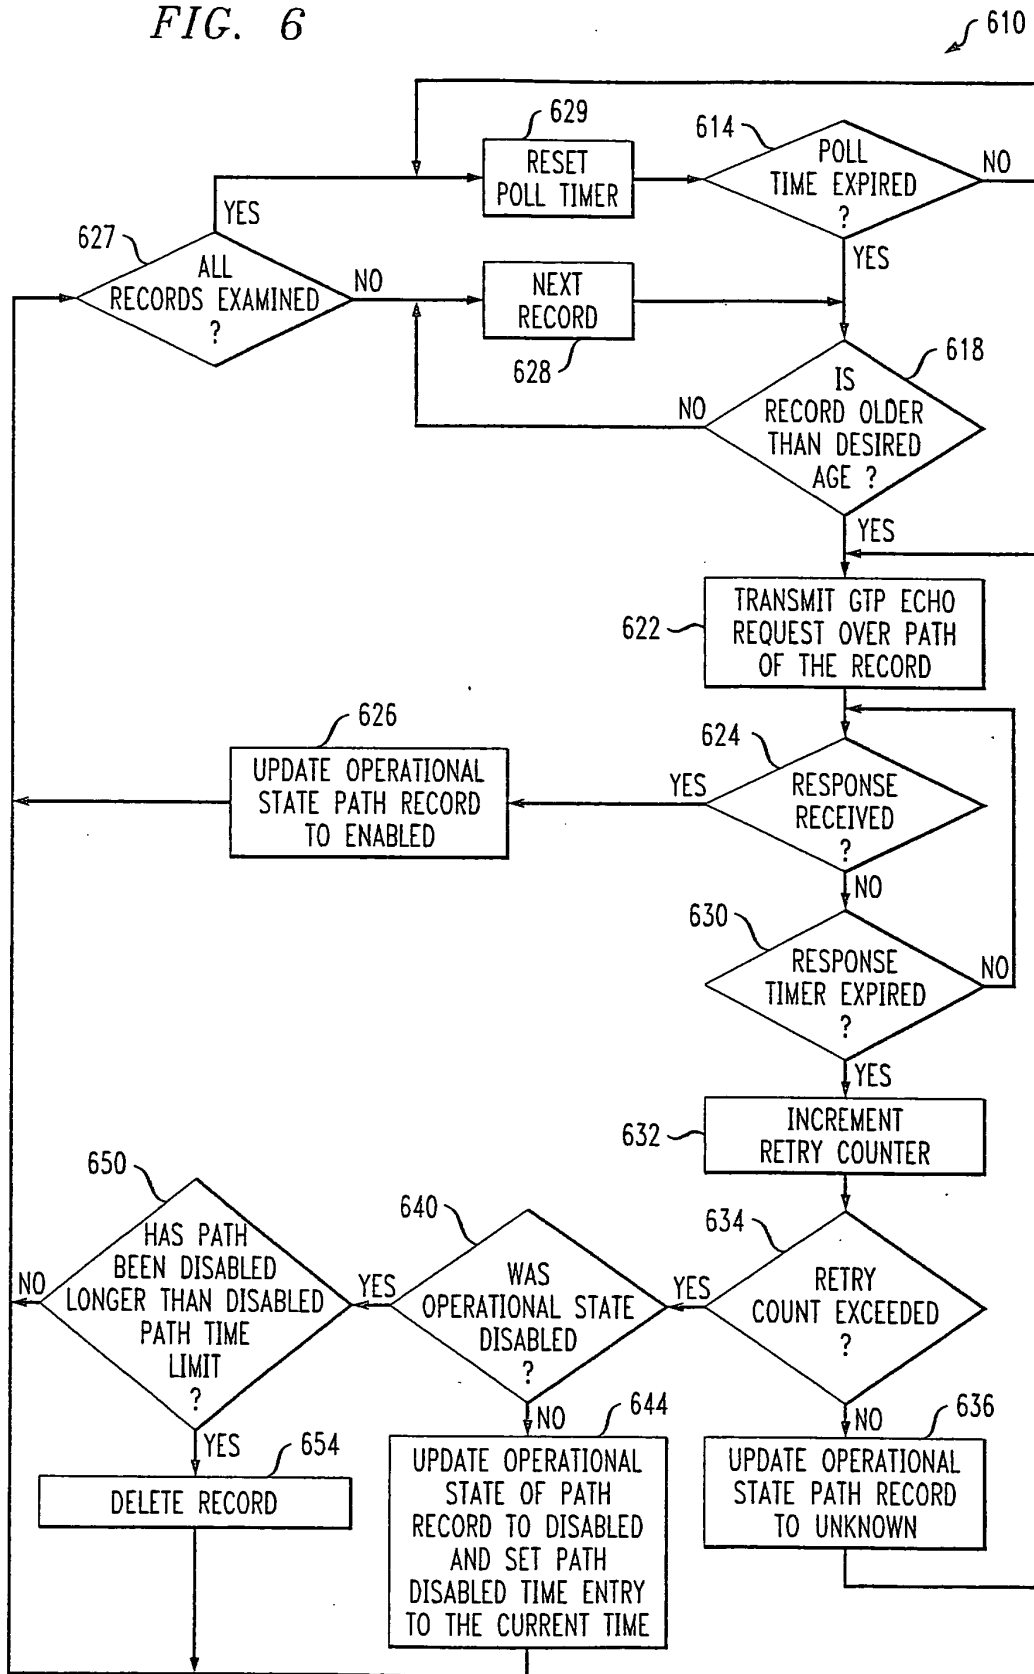 FIG. 6
610
629
RESET
POLL TIMER
614
POLL
TIME EXPIRED
?
NO
YES
627
ALL
RECORDS EXAMINED
?
YES
NO
NEXT
RECORD
628
618
IS
RECORD OLDER
THAN DESIRED
AGE ?
NO
YES
622
TRANSMIT GTP ECHO
REQUEST OVER PATH
OF THE RECORD
626
UPDATE OPERATIONAL
STATE PATH RECORD
TO ENABLED
624
YES
RESPONSE
RECEIVED
?
NO
630
RESPONSE
TIMER EXPIRED
?
NO
YES
632
INCREMENT
RETRY COUNTER
634
RETRY
COUNT EXCEEDED
?
YES
NO
640
WAS
OPERATIONAL STATE
DISABLED
?
YES
NO
650
HAS PATH
BEEN DISABLED
LONGER THAN DISABLED
PATH TIME
LIMIT
?
NO
YES
654
DELETE RECORD
644
UPDATE OPERATIONAL
STATE OF PATH
RECORD TO DISABLED
AND SET PATH
DISABLED TIME ENTRY
TO THE CURRENT TIME
636
UPDATE OPERATIONAL
STATE PATH RECORD
TO UNKNOWN